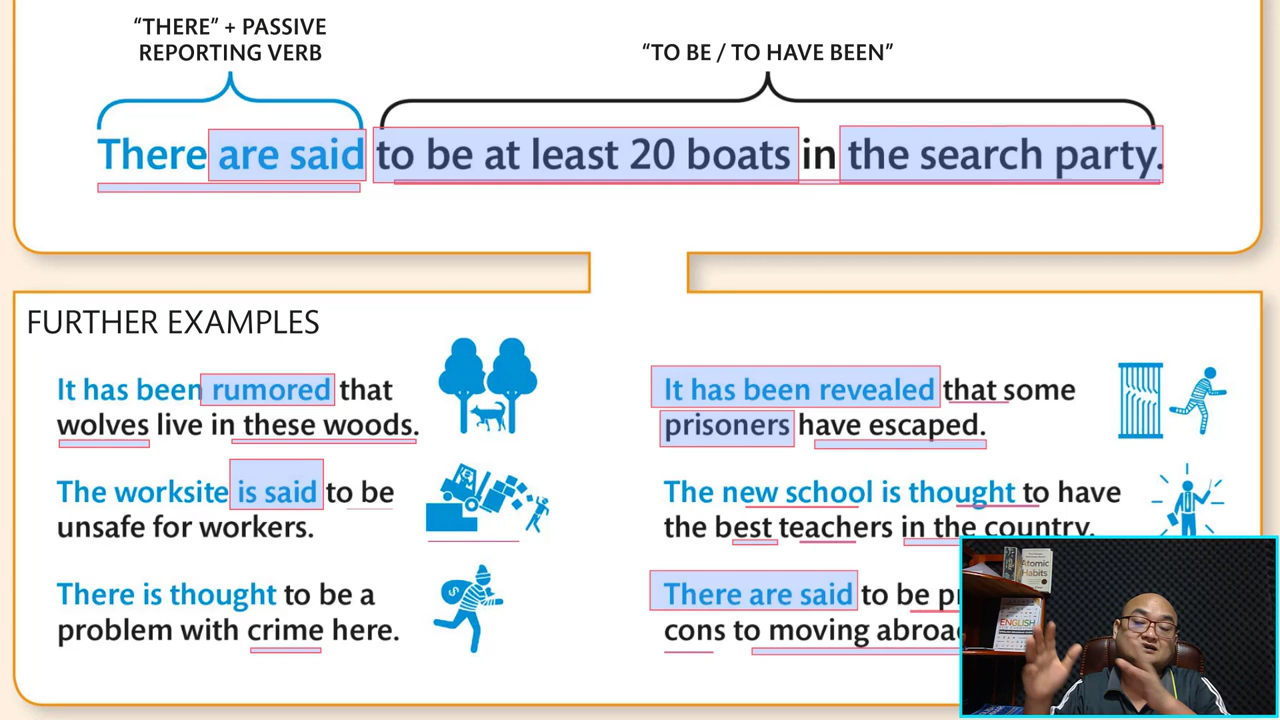 “THERE” + PASSIVE
REPORTING VERB
“TO BE / TO HAVE BEEN”
There are said to be at least 20 boats in the search party.
FURTHER EXAMPLES
It has been rumored that
wolves live in these woods.
The worksite is said to be
unsafe for workers.
There is thought to be a
problem with crime here.
It has been revealed that some
prisoners have escaped.
The new school is thought to have
the best teachers in the country.
There are said to be
cons to moving
Atomic
Habits
ENGLISH